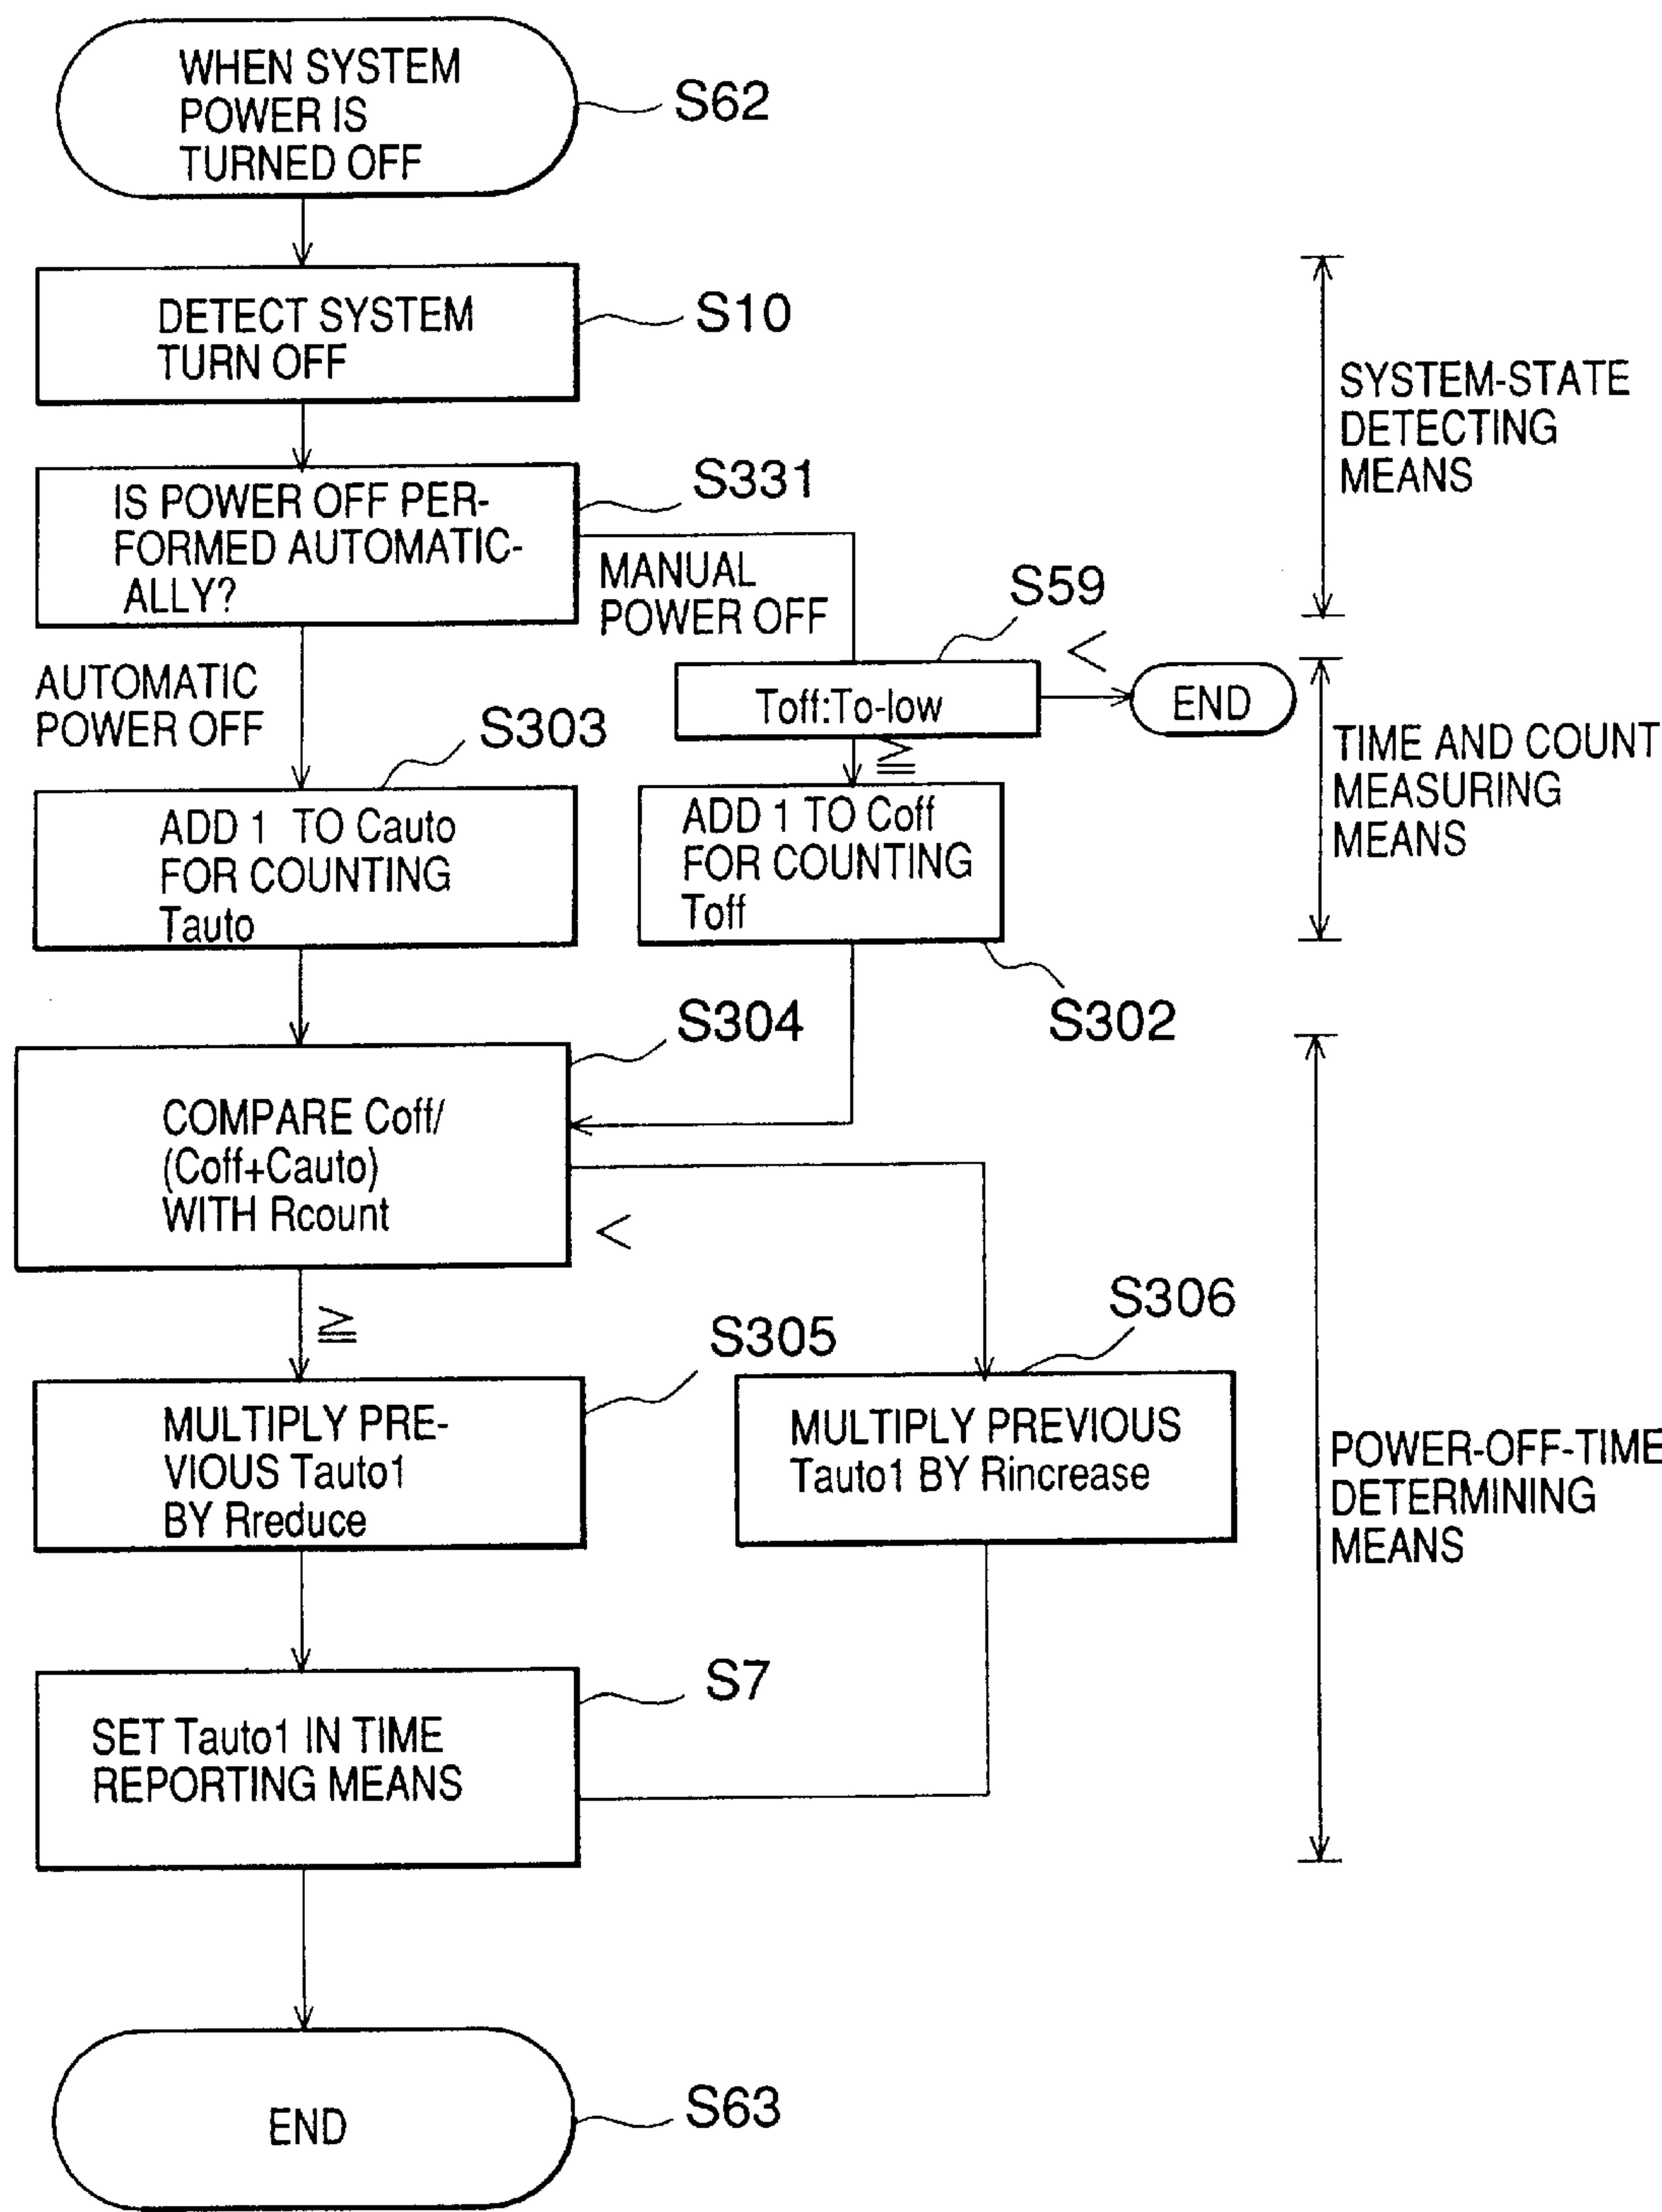 WHEN SYSTEM
POWER IS
TURNED OFF
S62
DETECT SYSTEM
TURN OFF
S10
SYSTEM-STATE
DETECTING
MEANS
IS POWER OFF PER-
FORMED AUTOMATIC-
ALLY?
S331
MANUAL
POWER OFF
S59
<
AUTOMATIC
POWER OFF
Toff:To-low
END
≧
S303
TIME AND COUNT
MEASURING
MEANS
ADD 1 TO Cauto
FOR COUNTING
Tauto
ADD 1 TO Coff
FOR COUNTING
Toff
S302
S304
COMPARE Coff/
(Coff+Cauto)
WITH Rcount
<
≧
S305
S306
MULTIPLY PRE-
VIOUS Tauto1
BY Rreduce
MULTIPLY PREVIOUS
Tauto1 BY Rincrease
POWER-OFF-TIME
DETERMINING
MEANS
S7
SET Tauto1 IN TIME
REPORTING MEANS
END
S63